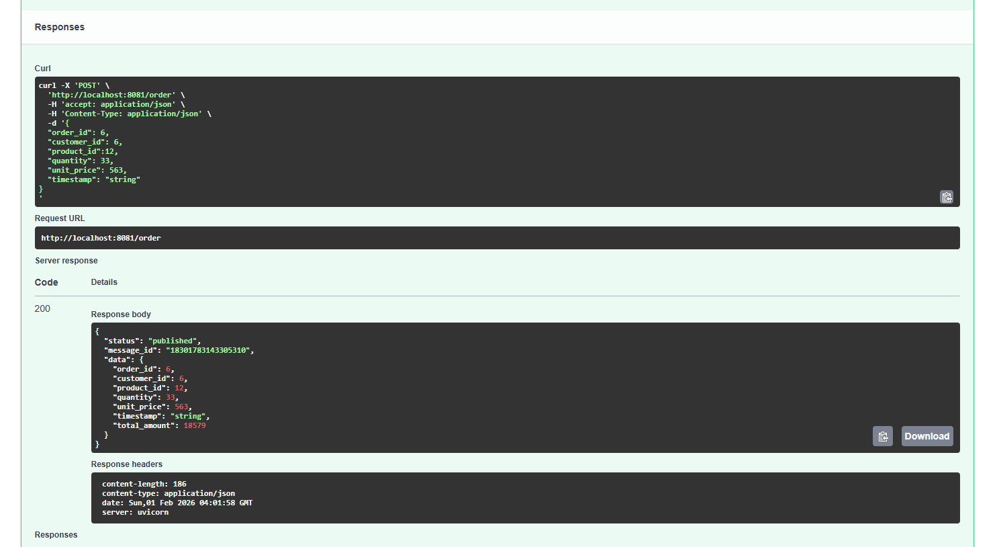 Responses
Curl
curl -X 'POST' \
  'http://localhost:8081/order' \
  -H 'accept: application/json' \
  -H 'Content-Type: application/json' \
  -d '{
  "order_id": 6,
  "customer_id": 6,
  "product_id":12,
  "quantity": 33,
  "unit_price": 563,
  "timestamp": "string"
}
'
Request URL
http://localhost:8081/order
Server response
Code Details
200
Response body
{
  "status": "published",
  "message_id": "18301783143305310",
  "data": {
    "order_id": 6,
    "customer_id": 6,
    "product_id": 12,
    "quantity": 33,
    "unit_price": 563,
    "timestamp": "string",
    "total_amount": 18579
  }
}
Download
Response headers
content-length: 186
content-type: application/json
date: Sun,01 Feb 2026 04:01:58 GMT
server: uvicorn
Responses